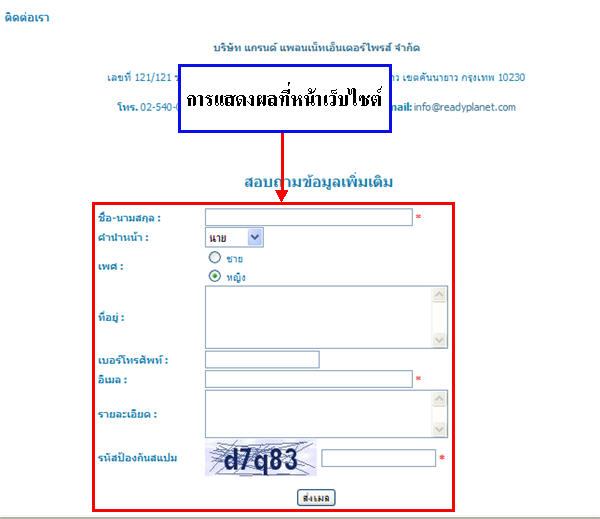 ติดต่อเรา
บริษัท แกรนด์ แพลนเน็ทเอ็นเตอร์ไพรส์ จำกัด
เลขที่ 121/121 เขตคันนายาว กรุงเทพ 10230
การแสดงผลที่หน้าเว็บไซต์
โทร. 02-540- mail: info@readyplanet.com
สอบถามข้อมูลเพิ่มเติม
ชื่อ-นามสกุล : *
คำนำหน้า : นาย
เพศ : ชาย
หญิง
ที่อยู่ :
เบอร์โทรศัพท์ :
อีเมล : *
รายละเอียด :
รหัสป้องกันสแปม d7q83 *
ส่งเมล